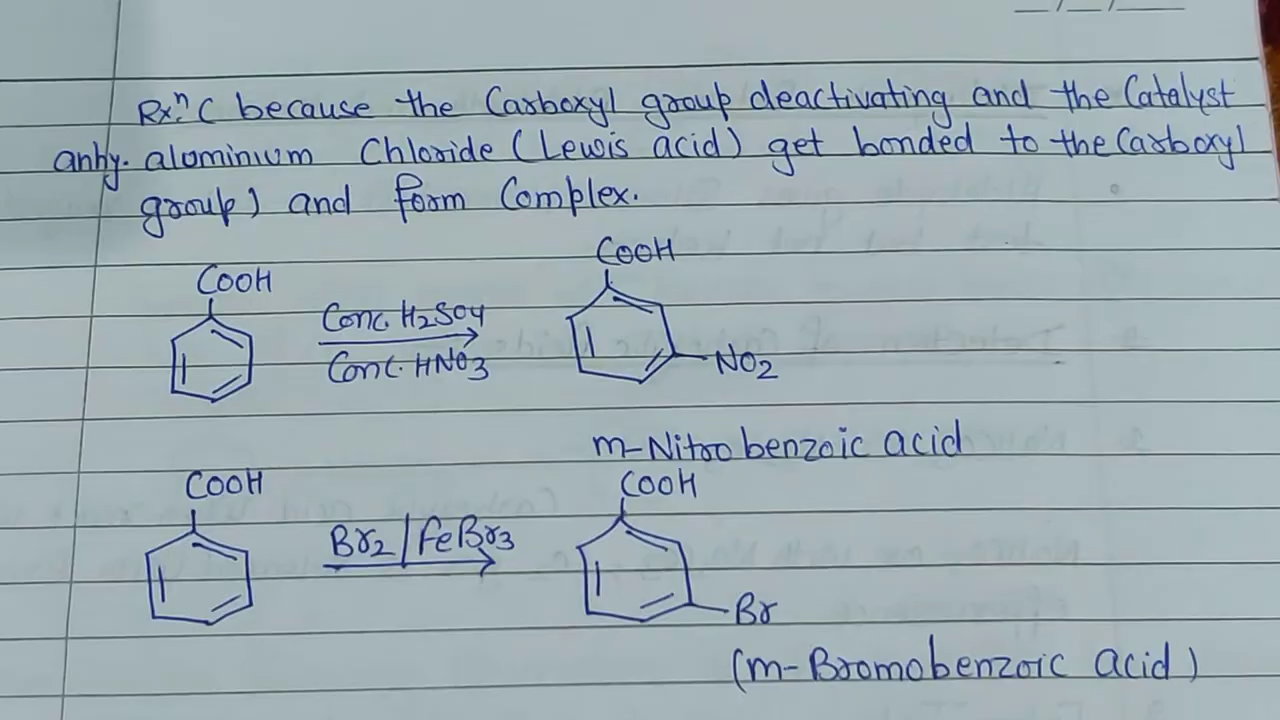 Rxⁿ. ( because the Carboxyl group deactivating and the Catalyst
anhy. aluminium Chloride (Lewis acid) get bonded to the Carboxyl
group) and form Complex.
COOH
COOH
Conc. H2SO4
Conc. HNO3
NO2
m-Nitrobenzoic acid
COOH
COOH
Br2/FeBr3
Br
(m-Bromobenzoic acid)